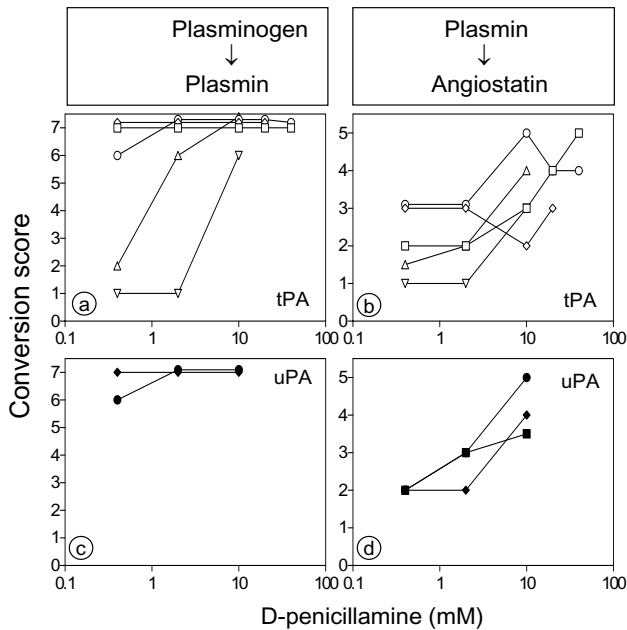 Plasminogen
↓
Plasmin
Plasmin
↓
Angiostatin
Conversion score
7
6
5
4
3
2
1
0
a
tPA
0.1 1 10 100
5
4
3
2
1
0
b
tPA
0.1 1 10 100
7
6
5
4
3
2
1
0
c
uPA
0.1 1 10 100
5
4
3
2
1
0
d
uPA
0.1 1 10 100
D-penicillamine (mM)